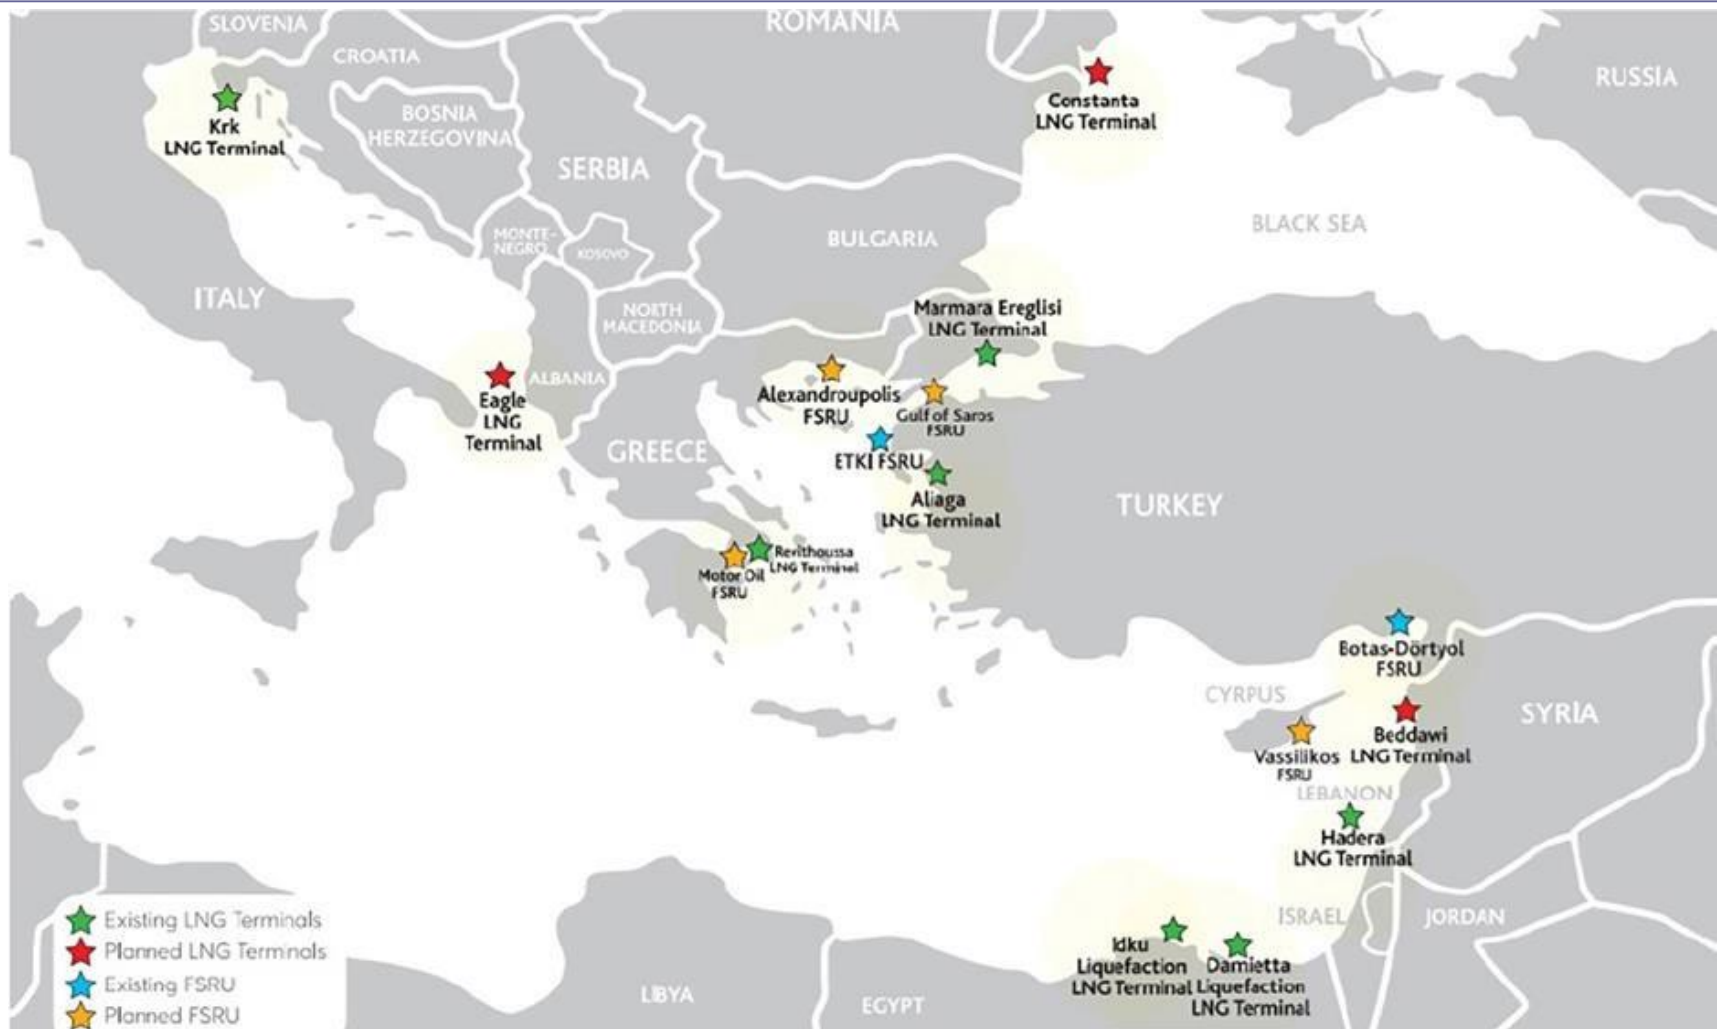 SLOVENIA
ROMANIA
CROATIA
RUSSIA
Krk
LNG Terminal
BOSNIA
HERZEGOVINA
Constanta
LNG Terminal
SERBIA
MONTE-
NEGRO
KOSOVO
BULGARIA
BLACK SEA
ITALY
NORTH
MACEDONIA
Marmara Ereglisi
LNG Terminal
ALBANIA
Eagle
LNG
Terminal
Alexandroupolis
FSRU
Gulf of Saros
FSRU
GREECE
ETKI FSRU
Aliaga
LNG Terminal
TURKEY
Revithoussa
LNG Terminal
Motor Oil
FSRU
Botas-Dörtyol
FSRU
CYRPUS
SYRIA
Vassilikos
FSRU
Beddawi
LNG Terminal
LEBANON
Hadera
LNG Terminal
ISRAEL
JORDAN
Idku
Liquefaction
LNG Terminal
Damietta
Liquefaction
LNG Terminal
LIBYA
EGYPT
Existing LNG Terminals
Planned LNG Terminals
Existing FSRU
Planned FSRU